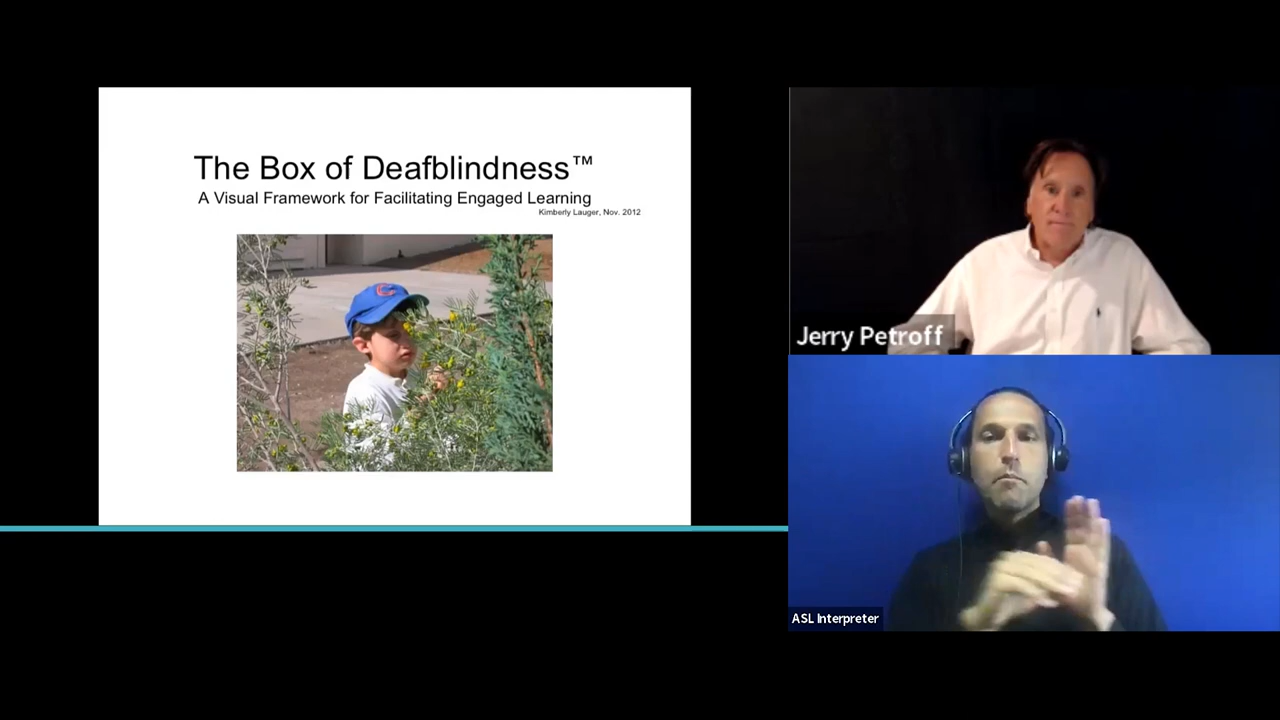 The Box of Deafblindness™
A Visual Framework for Facilitating Engaged Learning
Kimberly Lauger, Nov. 2012
C
Jerry Petroff
ASL Interpreter